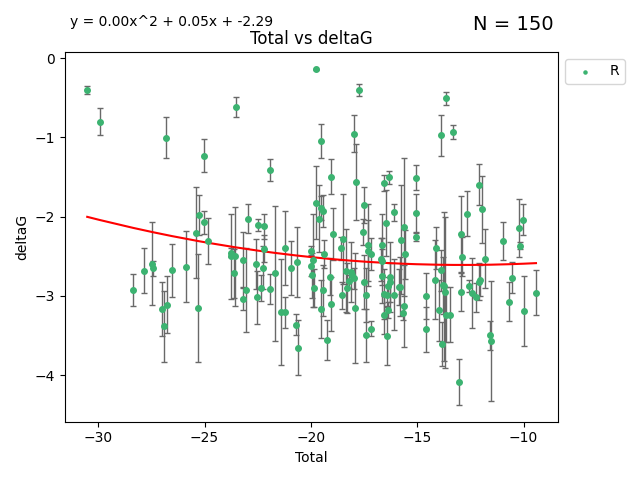 y = 0.00x^2 + 0.05x + -2.29
N = 150
Total vs deltaG
R
deltaG
0
−1
−2
−3
−4
−30 −25 −20 −15 −10
Total